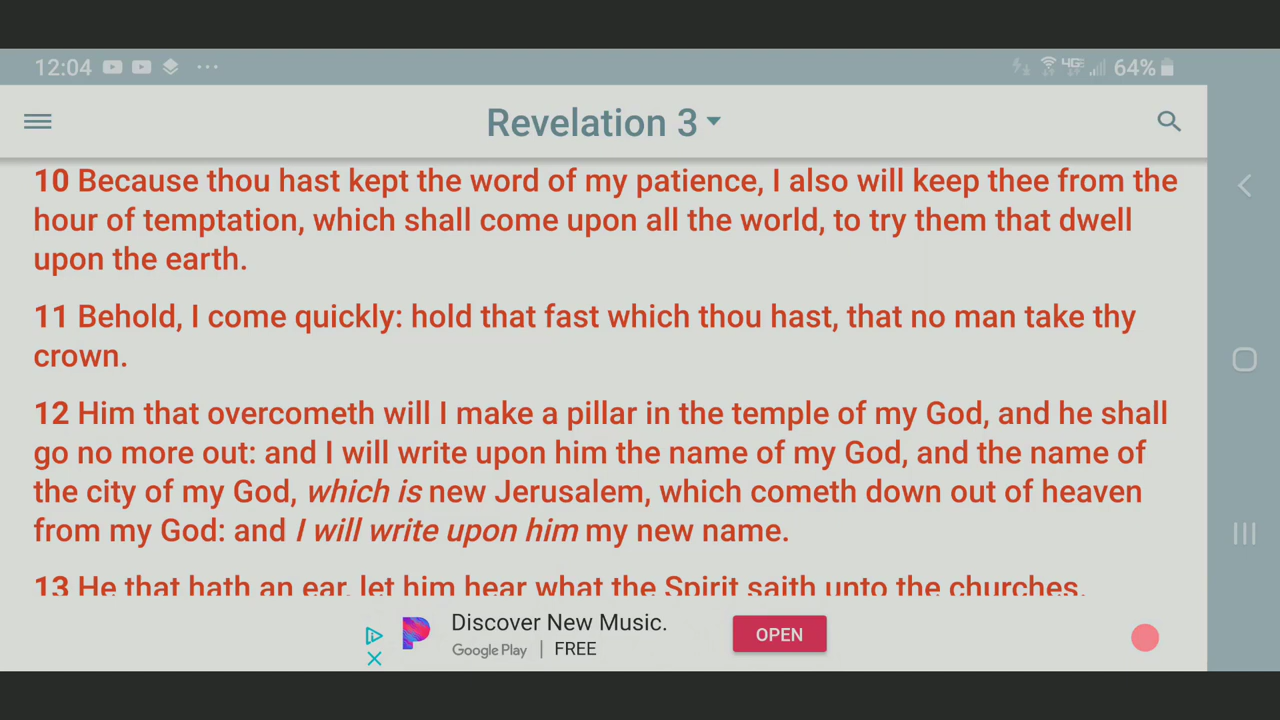 12:04 ... 4GE 64%
Revelation 3
10 Because thou hast kept the word of my patience, I also will keep thee from the
hour of temptation, which shall come upon all the world, to try them that dwell
upon the earth.
11 Behold, I come quickly: hold that fast which thou hast, that no man take thy
crown.
12 Him that overcometh will I make a pillar in the temple of my God, and he shall
go no more out: and I will write upon him the name of my God, and the name of
the city of my God, which is new Jerusalem, which cometh down out of heaven
from my God: and I will write upon him my new name.
13 He that hath an ear, let him hear what the Spirit saith unto the churches.
Discover New Music.
Google Play | FREE
OPEN